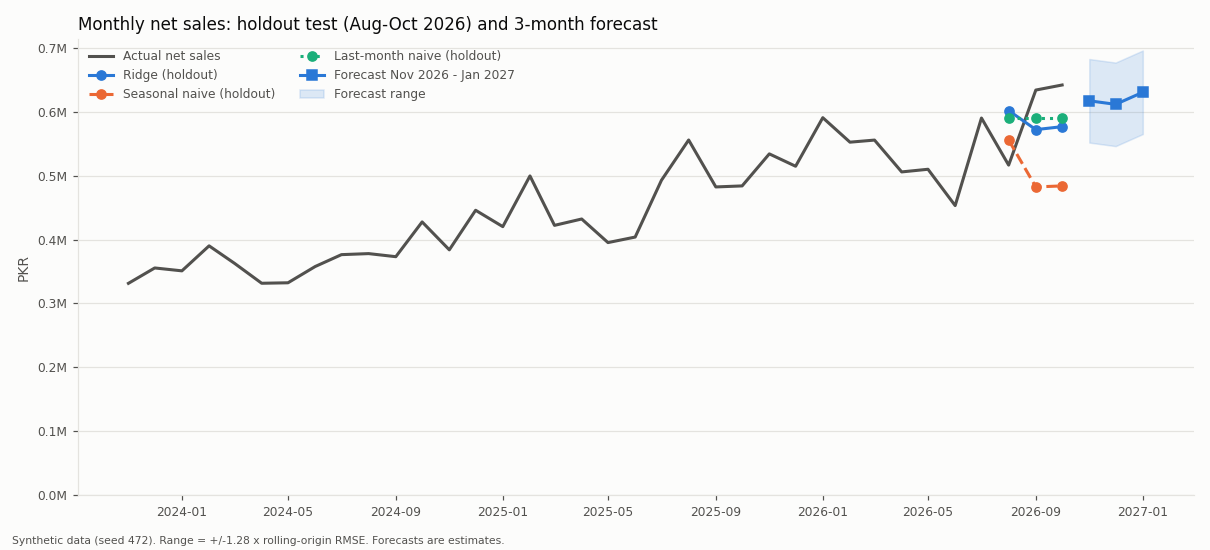 Monthly net sales: holdout test (Aug-Oct 2026) and 3-month forecast
Actual net sales
Ridge (holdout)
Seasonal naive (holdout)
Last-month naive (holdout)
Forecast Nov 2026 - Jan 2027
Forecast range
PKR
0.7M
0.6M
0.5M
0.4M
0.3M
0.2M
0.1M
0.0M
2024-01
2024-05
2024-09
2025-01
2025-05
2025-09
2026-01
2026-05
2026-09
2027-01
Synthetic data (seed 472). Range = +/-1.28 x rolling-origin RMSE. Forecasts are estimates.